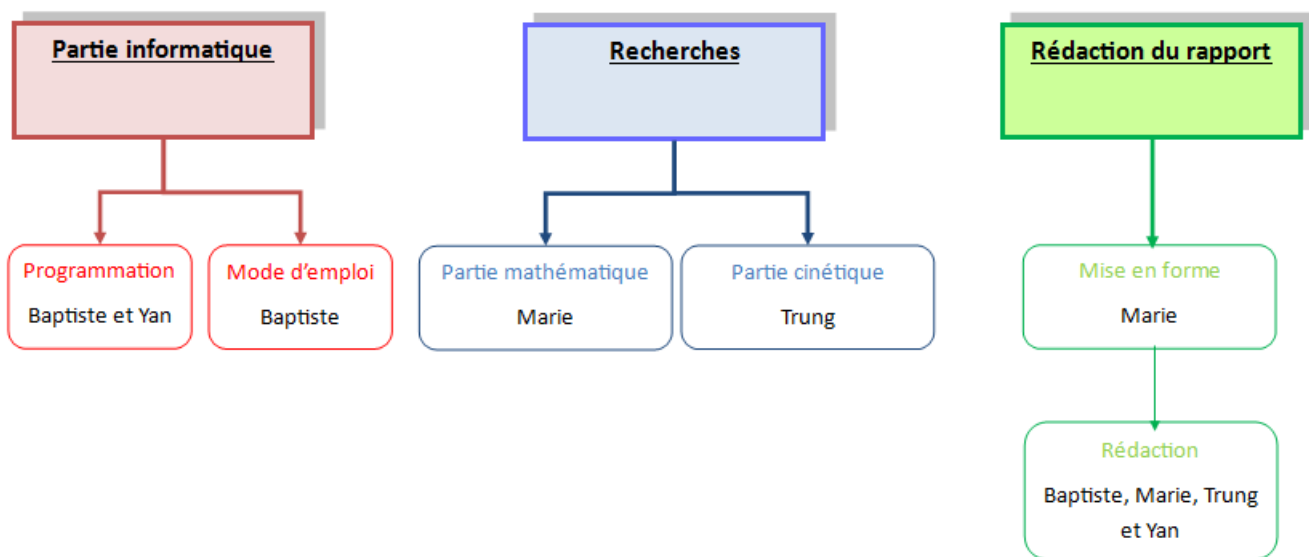 Partie informatique
Recherches
Rédaction du rapport
Programmation
Baptiste et Yan
Mode d’emploi
Baptiste
Partie mathématique
Marie
Partie cinétique
Trung
Mise en forme
Marie
Rédaction
Baptiste, Marie, Trung
et Yan